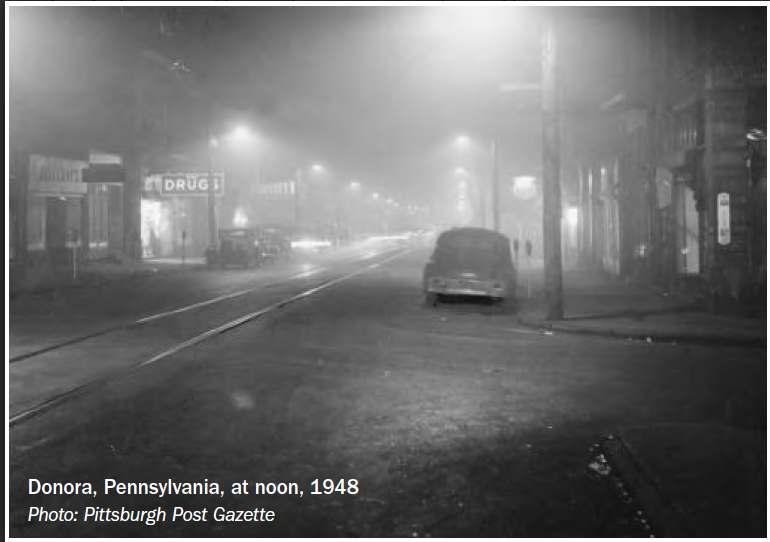 DRUGS
Donora, Pennsylvania, at noon, 1948
Photo: Pittsburgh Post Gazette